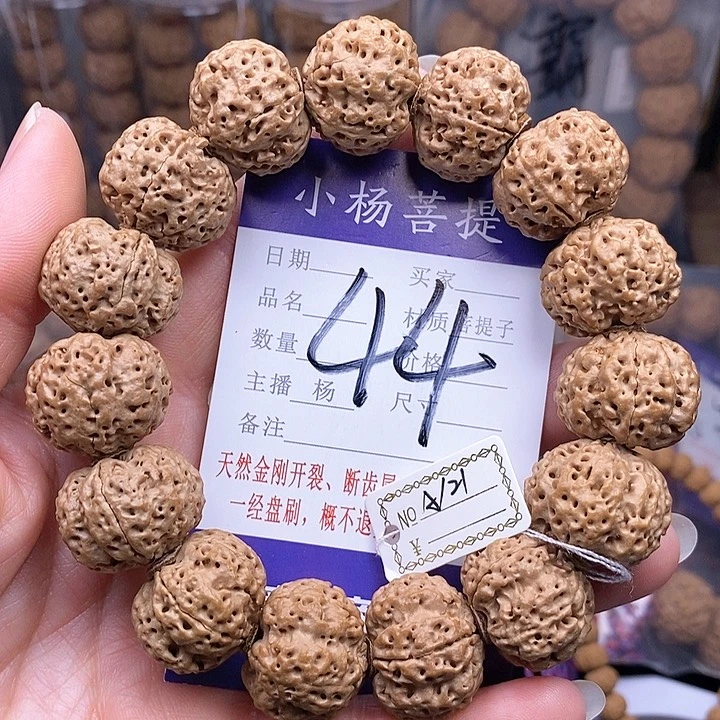 霸
小杨菩提
日期 买家
品名 材质菩提子
数量 价格
44
主播 杨 尺寸
备注
天然金刚开裂、断齿
一经盘刷，概不退
NO
¥